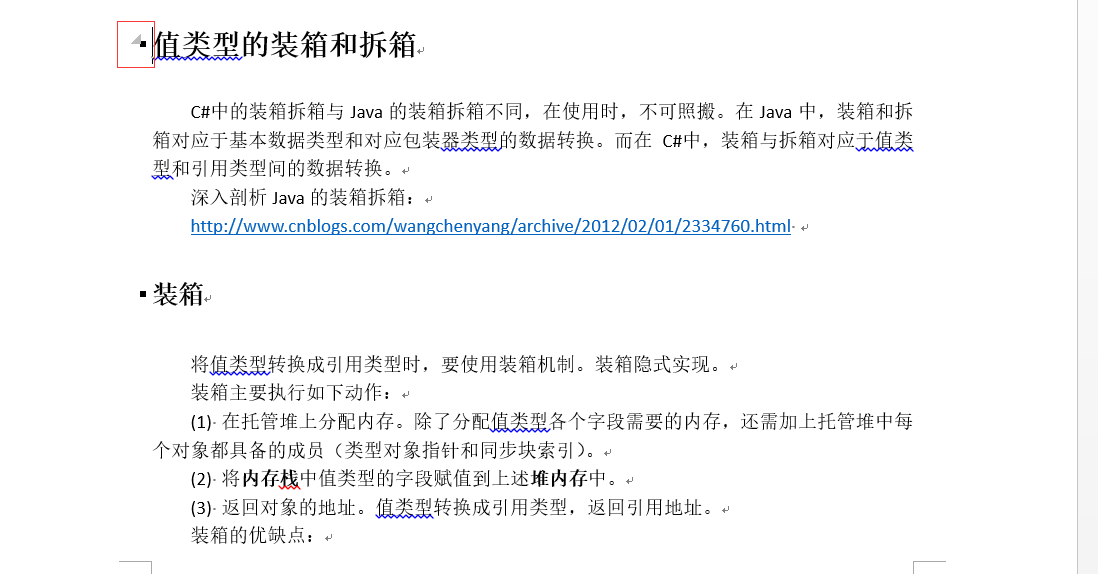 值类型的装箱和拆箱
C#中的装箱拆箱与 Java 的装箱拆箱不同，在使用时，不可照搬。在 Java 中，装箱和拆
箱对应于基本数据类型和对应包装器类型的数据转换。而在 C#中，装箱与拆箱对应于值类
型和引用类型间的数据转换。
深入剖析 Java 的装箱拆箱：
http://www.cnblogs.com/wangchenyang/archive/2012/02/01/2334760.html
装箱
将值类型转换成引用类型时，要使用装箱机制。装箱隐式实现。
装箱主要执行如下动作：
(1) 在托管堆上分配内存。除了分配值类型各个字段需要的内存，还需加上托管堆中每
个对象都具备的成员（类型对象指针和同步块索引）。
(2) 将内存栈中值类型的字段赋值到上述堆内存中。
(3) 返回对象的地址。值类型转换成引用类型，返回引用地址。
装箱的优缺点：